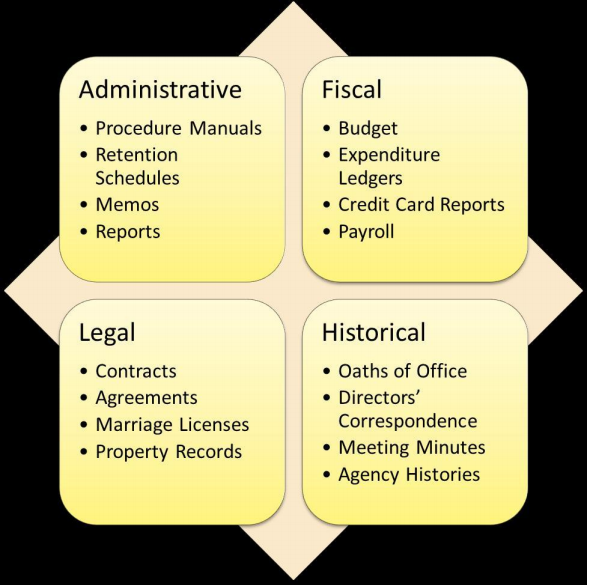 Administrative
• Procedure Manuals
• Retention
Schedules
• Memos
• Reports
Fiscal
• Budget
• Expenditure
Ledgers
• Credit Card Reports
• Payroll
Legal
• Contracts
• Agreements
• Marriage Licenses
• Property Records
Historical
• Oaths of Office
• Directors’
Correspondence
• Meeting Minutes
• Agency Histories